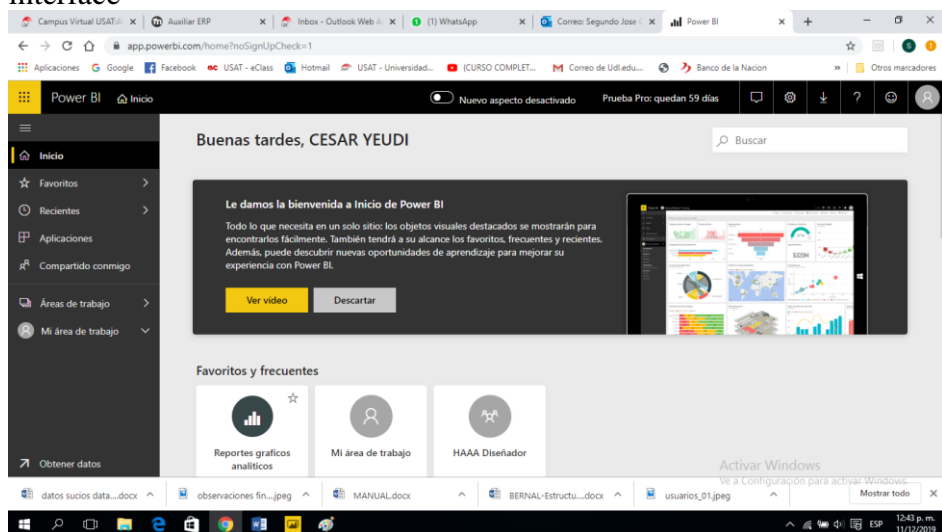 interface
Campus Virtual USAT
Auxiliar ERP
Inbox - Outlook Web A
(1) WhatsApp
Correo: Segundo Jose
Power BI
app.powerbi.com/home?noSignUpCheck=1
Aplicaciones
Google
Facebook
USAT - eClass
Hotmail
USAT - Universidad...
(CURSO COMPLET...
Correo de Udl.edu....
Banco de la Nacion
»
Otros marcadores
Power BI
Inicio
Nuevo aspecto desactivado
Prueba Pro: quedan 59 días
Inicio
Favoritos
Recientes
Aplicaciones
Compartido conmigo
Áreas de trabajo
Mi área de trabajo
Obtener datos
Buenas tardes, CESAR YEUDI
Buscar
Le damos la bienvenida a Inicio de Power BI
Todo lo que necesita en un solo sitio: los objetos visuales destacados se mostrarán para
encontrarlos fácilmente. También tendrá a su alcance los favoritos, frecuentes y recientes.
Además, puede descubrir nuevas oportunidades de aprendizaje para mejorar su
experiencia con Power BI.
Ver vídeo
Descartar
$320M
Favoritos y frecuentes
Reportes graficos
analiticos
Mi área de trabajo
HAAA Diseñador
Activar Windows
Ve a Configuración para activar Windows.
datos sucios data....docx
observaciones fin....jpeg
MANUAL.docx
BERNAL-Estructu....docx
usuarios_01.jpeg
Mostrar todo
ESP
12:43 p. m.
11/12/2019